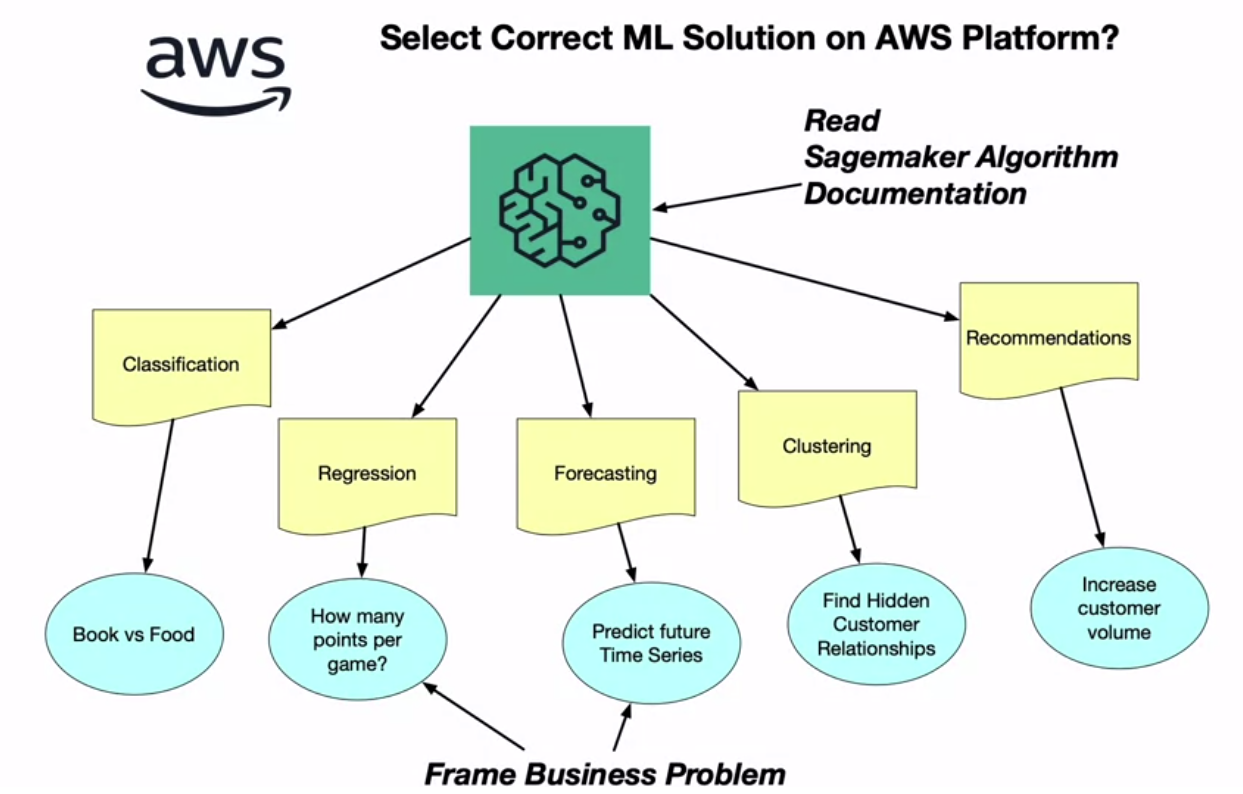 aws
Select Correct ML Solution on AWS Platform?
Read
Sagemaker Algorithm
Documentation
Classification
Regression
Forecasting
Clustering
Recommendations
Book vs Food
How many
points per
game?
Predict future
Time Series
Find Hidden
Customer
Relationships
Increase
customer
volume
Frame Business Problem